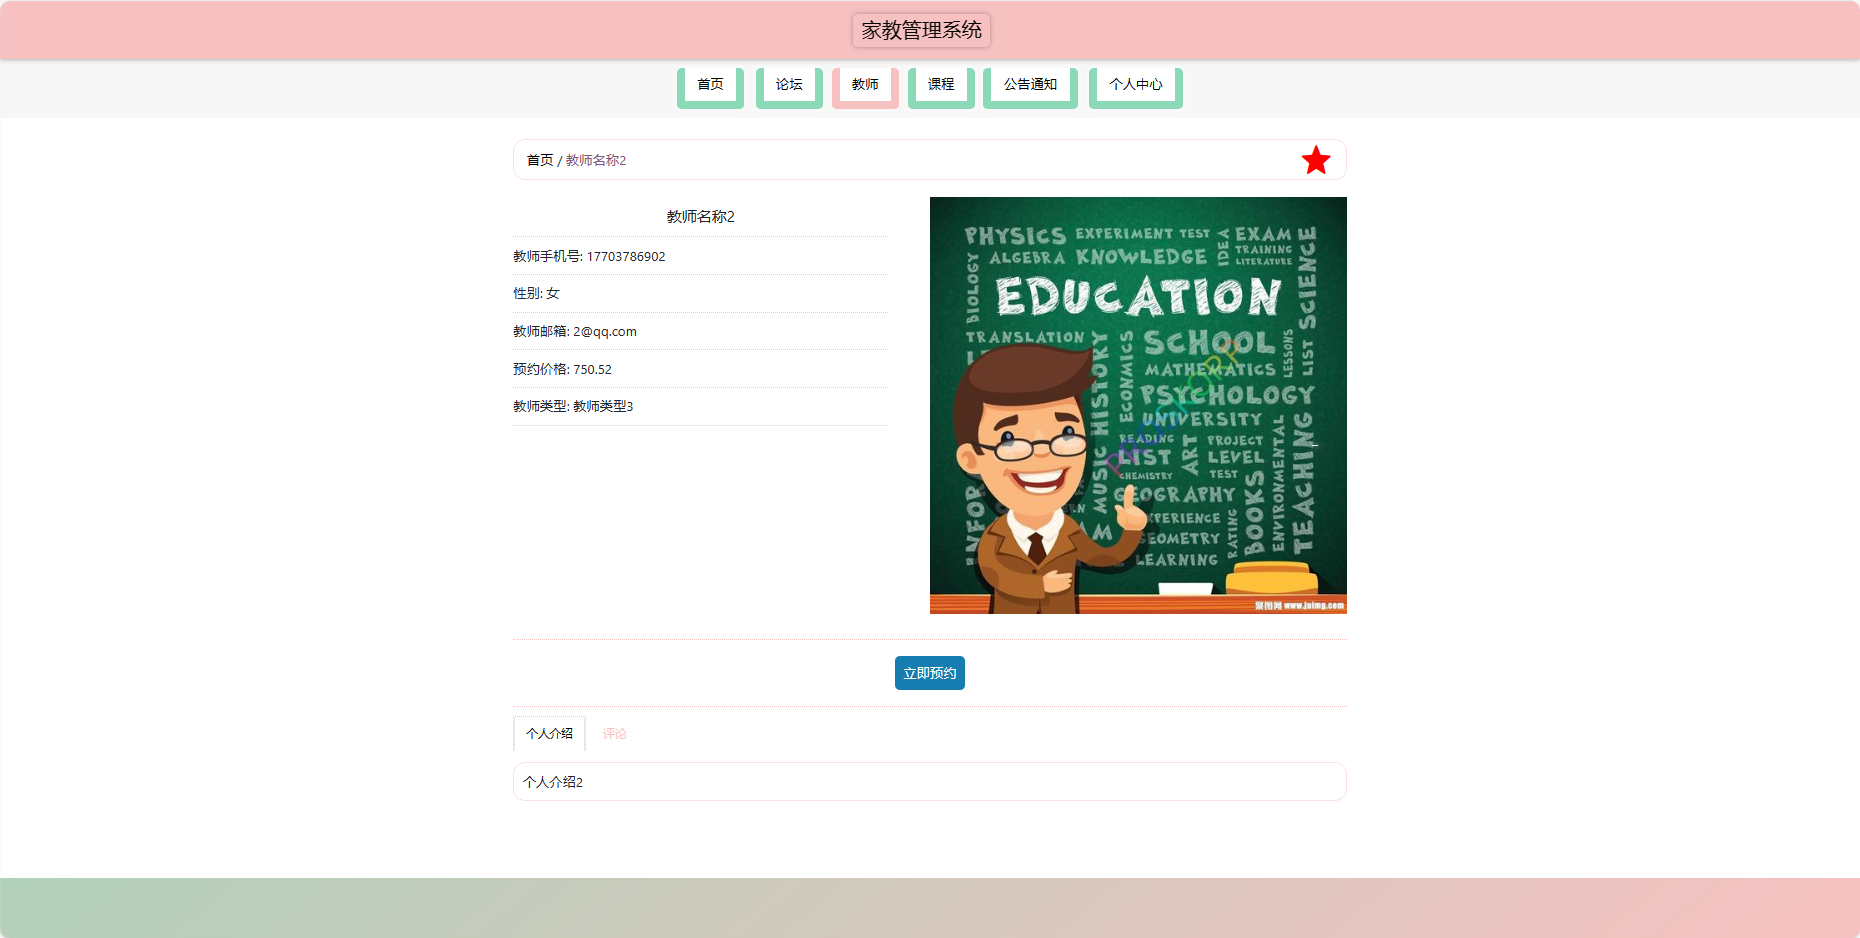 家教管理系统
首页 论坛 教师 课程 公告通知 个人中心
首页 / 教师名称2
教师名称2
教师手机号: 17703786902
性别: 女
教师邮箱: 2@qq.com
预约价格: 750.52
教师类型: 教师类型3
PHYSICS EXPERIMENT TEST IDEA EXAM
TRAINING
LITERATURE
SCIENCE
BIOLOGY
ALGEBRA KNOWLEDGE
EDUCATION
TRANSLATION
SCHOOL
LESSONS
LIST
MUSIC HISTORY
ECONMICS
MATHEMATICS
PSYCHOLOGY
UNIVERSITY
READING
LIST
CHEMISTRY
ART
PROJECT
LEVEL
TEST
ENVIRONMENTAL
TEACHING
GEOGRAPHY
BOOKS
INFOR
XPERIENCE
GEOMETRY
RATING
LEARNING
聚图网 www.juimg.com
立即预约
个人介绍 评论
个人介绍2